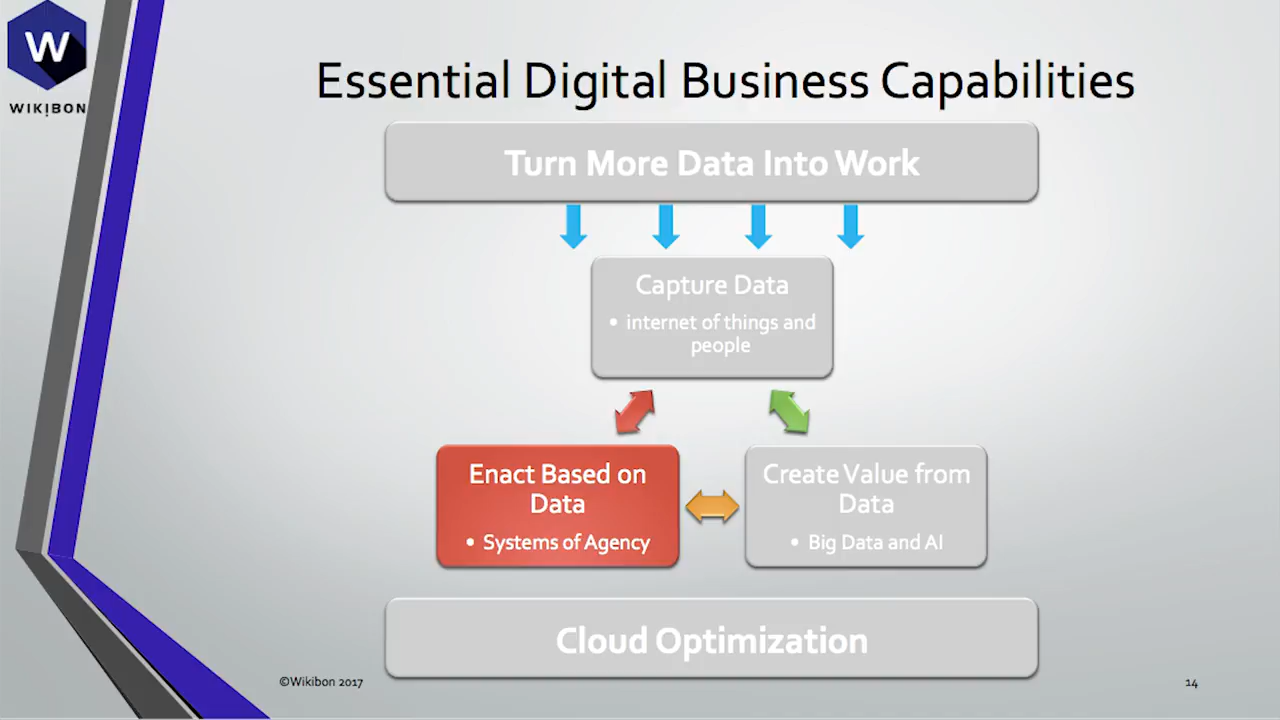 W
WIKIBON
Essential Digital Business Capabilities
Turn More Data Into Work
Capture Data
• internet of things and
people
Enact Based on
Data
• Systems of Agency
Create Value from
Data
• Big Data and AI
Cloud Optimization
©Wikibon 2017
14